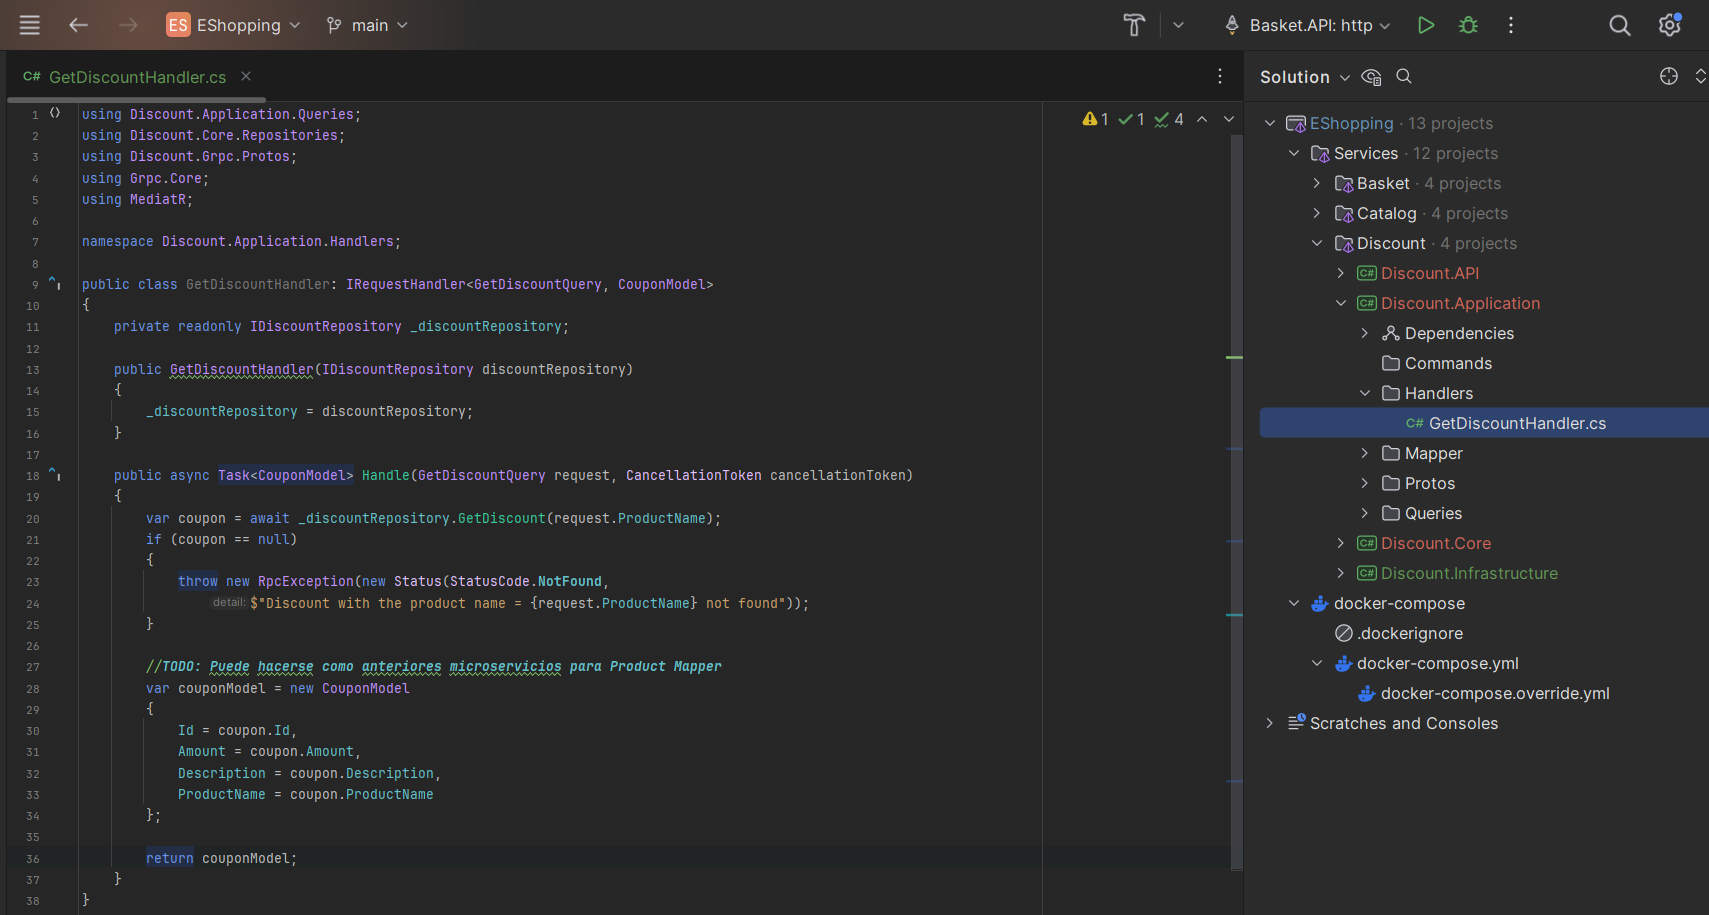 ES EShopping main Basket.API: http
C# GetDiscountHandler.cs
Solution
1 using Discount.Application.Queries;
1 1 4
2 using Discount.Core.Repositories;
3 using Discount.Grpc.Protos;
4 using Grpc.Core;
5 using MediatR;
6
7 namespace Discount.Application.Handlers;
8
9 public class GetDiscountHandler: IRequestHandler<GetDiscountQuery, CouponModel>
10 {
11 private readonly IDiscountRepository _discountRepository;
12
13 public GetDiscountHandler(IDiscountRepository discountRepository)
14 {
15 _discountRepository = discountRepository;
16 }
17
18 public async Task<CouponModel> Handle(GetDiscountQuery request, CancellationToken cancellationToken)
19 {
20 var coupon = await _discountRepository.GetDiscount(request.ProductName);
21 if (coupon == null)
22 {
23 throw new RpcException(new Status(StatusCode.NotFound,
24 detail: $"Discount with the product name = {request.ProductName} not found"));
25 }
26
27 //TODO: Puede hacerse como anteriores microservicios para Product Mapper
28 var couponModel = new CouponModel
29 {
30 Id = coupon.Id,
31 Amount = coupon.Amount,
32 Description = coupon.Description,
33 ProductName = coupon.ProductName
34 };
35
36 return couponModel;
37 }
38 }
EShopping · 13 projects
Services · 12 projects
Basket · 4 projects
Catalog · 4 projects
Discount · 4 projects
C# Discount.API
C# Discount.Application
Dependencies
Commands
Handlers
C# GetDiscountHandler.cs
Mapper
Protos
Queries
C# Discount.Core
C# Discount.Infrastructure
docker-compose
.dockerignore
docker-compose.yml
docker-compose.override.yml
Scratches and Consoles